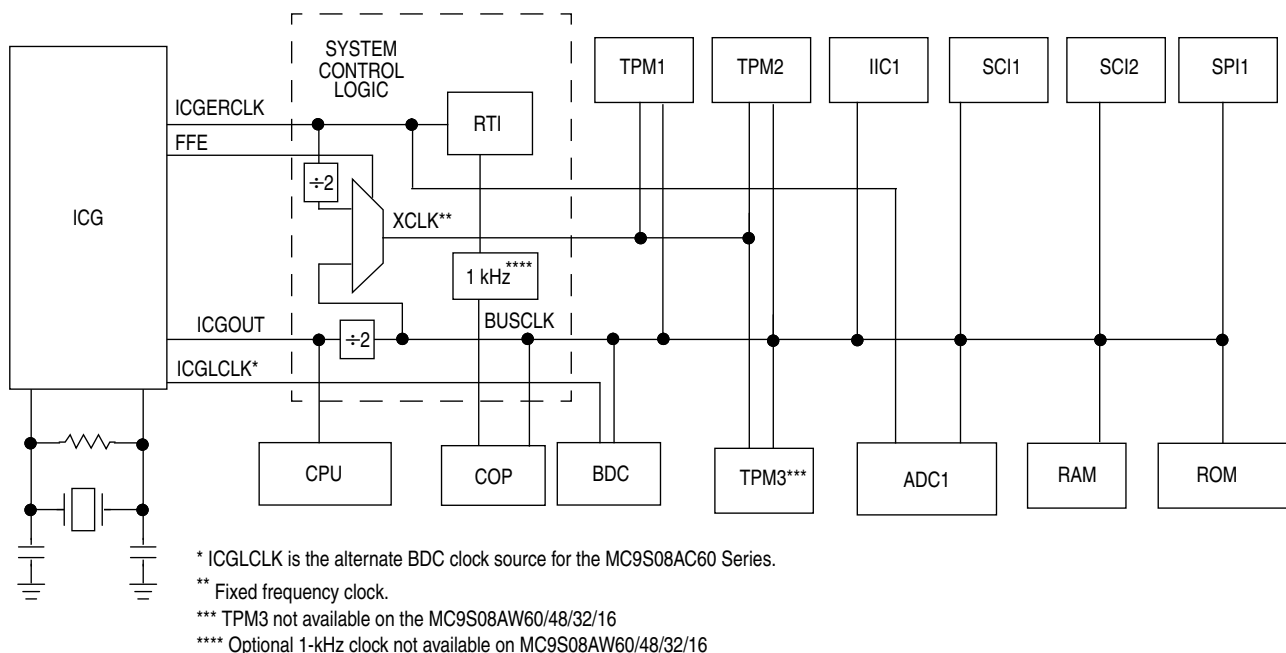 SYSTEM
CONTROL
LOGIC
TPM1
TPM2
IIC1
SCI1
SCI2
SPI1
ICGERCLK
RTI
FFE
÷2
ICG
XCLK**
1 kHz****
ICGOUT
÷2
BUSCLK
ICGLCLK*
CPU
COP
BDC
TPM3***
ADC1
RAM
ROM
* ICGLCLK is the alternate BDC clock source for the MC9S08AC60 Series.
** Fixed frequency clock.
*** TPM3 not available on the MC9S08AW60/48/32/16
**** Optional 1-kHz clock not available on MC9S08AW60/48/32/16